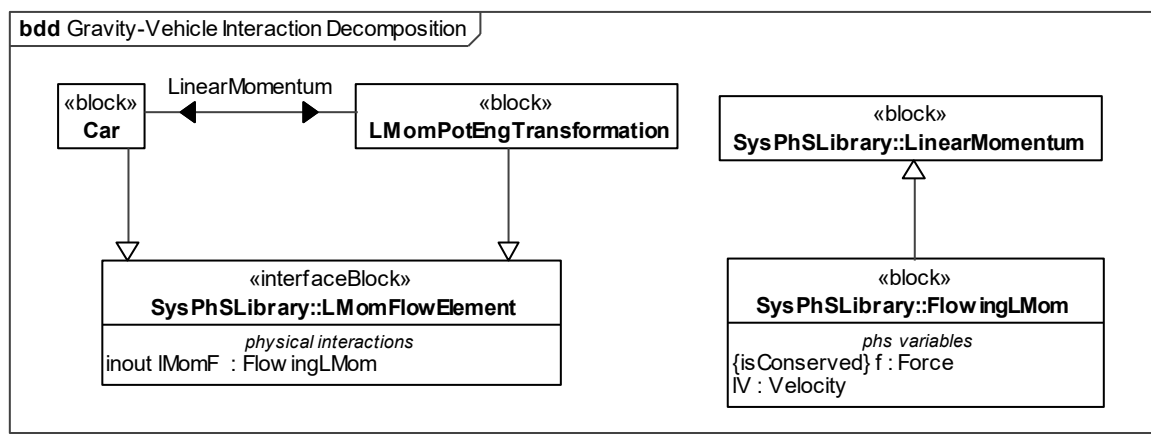 bdd Gravity-Vehicle Interaction Decomposition
LinearMomentum
«block»
Car
«block»
LMomPotEngTransformation
«block»
SysPhSLibrary::LinearMomentum
«interfaceBlock»
SysPhSLibrary::LMomFlowElement
physical interactions
inout lMomF : FlowingLMom
«block»
SysPhSLibrary::FlowingLMom
phs variables
{isConserved} f : Force
lV : Velocity